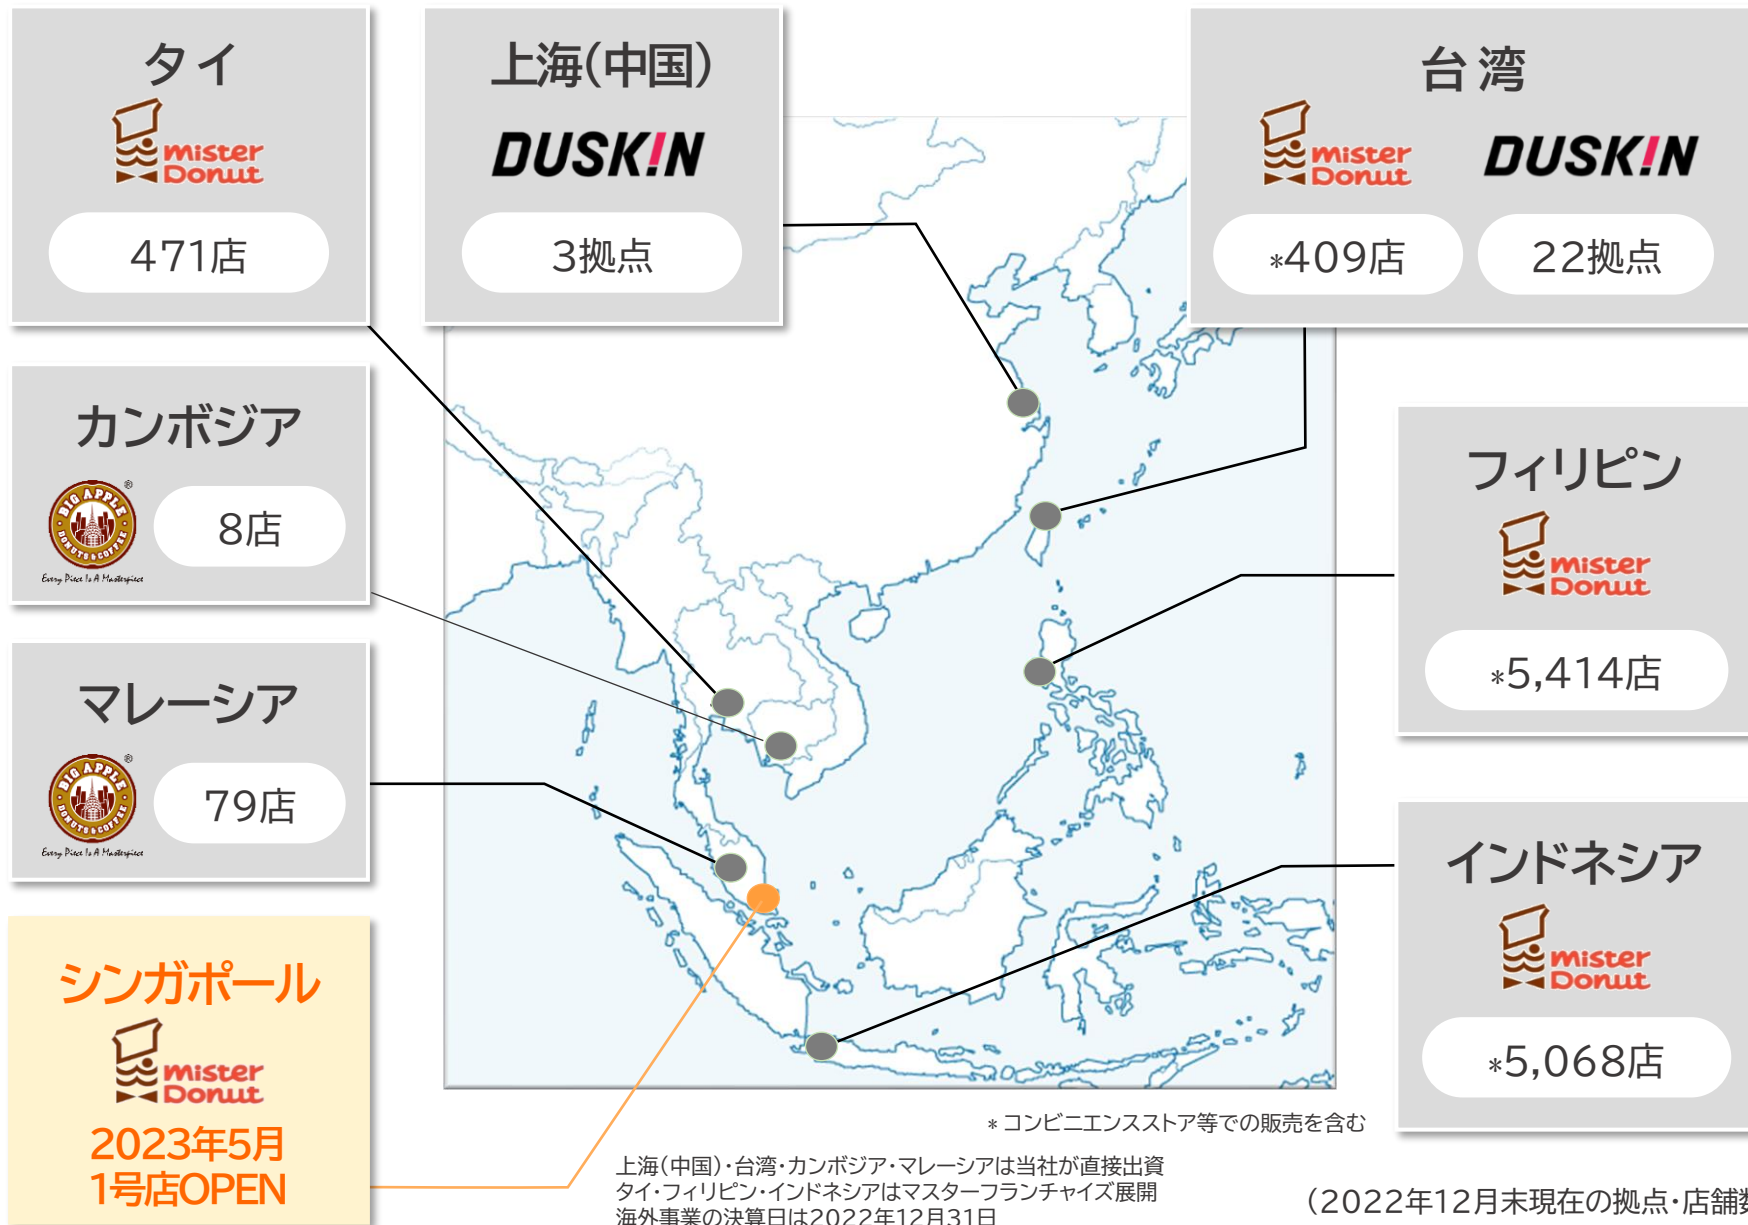 タイ
mister
Donut
471店
上海(中国)
DUSK!N
3拠点
台湾
mister
Donut
DUSK!N
*409店
22拠点
カンボジア
BIG APPLE
DONUTS & COFFEE
®
Every Piece Is A Masterpiece
8店
マレーシア
BIG APPLE
DONUTS & COFFEE
®
Every Piece Is A Masterpiece
79店
シンガポール
mister
Donut
2023年5月
1号店OPEN
フィリピン
mister
Donut
*5,414店
インドネシア
mister
Donut
*5,068店
* コンビニエンスストア等での販売を含む
上海(中国)・台湾・カンボジア・マレーシアは当社が直接出資
タイ・フィリピン・インドネシアはマスターフランチャイズ展開
海外事業の決算日は2022年12月31日
(2022年12月末現在の拠点・店舗数